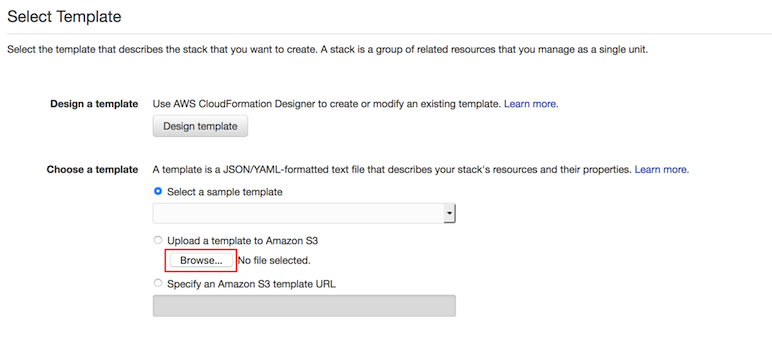 Select Template
Select the template that describes the stack that you want to create. A stack is a group of related resources that you manage as a single unit.
Design a template Use AWS CloudFormation Designer to create or modify an existing template. Learn more.
Design template
Choose a template A template is a JSON/YAML-formatted text file that describes your stack's resources and their properties. Learn more.
Select a sample template
Upload a template to Amazon S3
Browse... No file selected.
Specify an Amazon S3 template URL